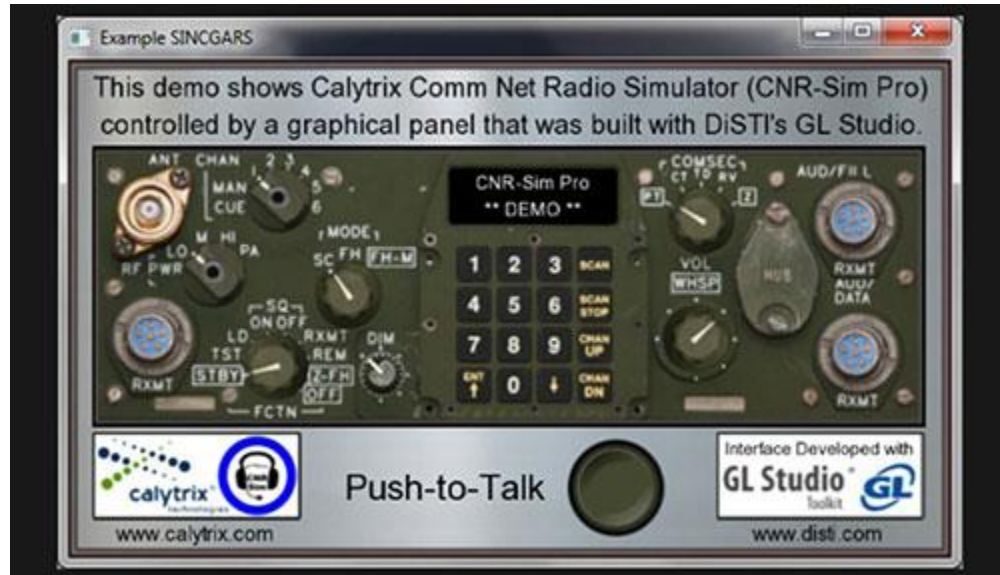 Example SINCGARS
This demo shows Calytrix Comm Net Radio Simulator (CNR-Sim Pro)
controlled by a graphical panel that was built with DiSTI's GL Studio.
ANT CHAN
1 2 3 4 5 6
MAN
CUE
M HI
LO PA
RF PWR
MODE
SC FH FH-M
SQ
ON OFF
LD RXMT
TST REM
STBY Z-FH
OFF
FCTN
DIM
RXMT
CNR-Sim Pro
** DEMO **
1 2 3 SCAN
4 5 6 SCAN STOP
7 8 9 CHAN UP
ENT 0 CHAN DN
COMSEC
CT TD RV
PT Z
VOL
WHSP
HUB
AUD/FILL
RXMT
AUD/
DATA
RXMT
calytrix
technologies
CNR
Sim
www.calytrix.com
Push-to-Talk
Interface Developed with
GL Studio
Toolkit
GL
www.disti.com